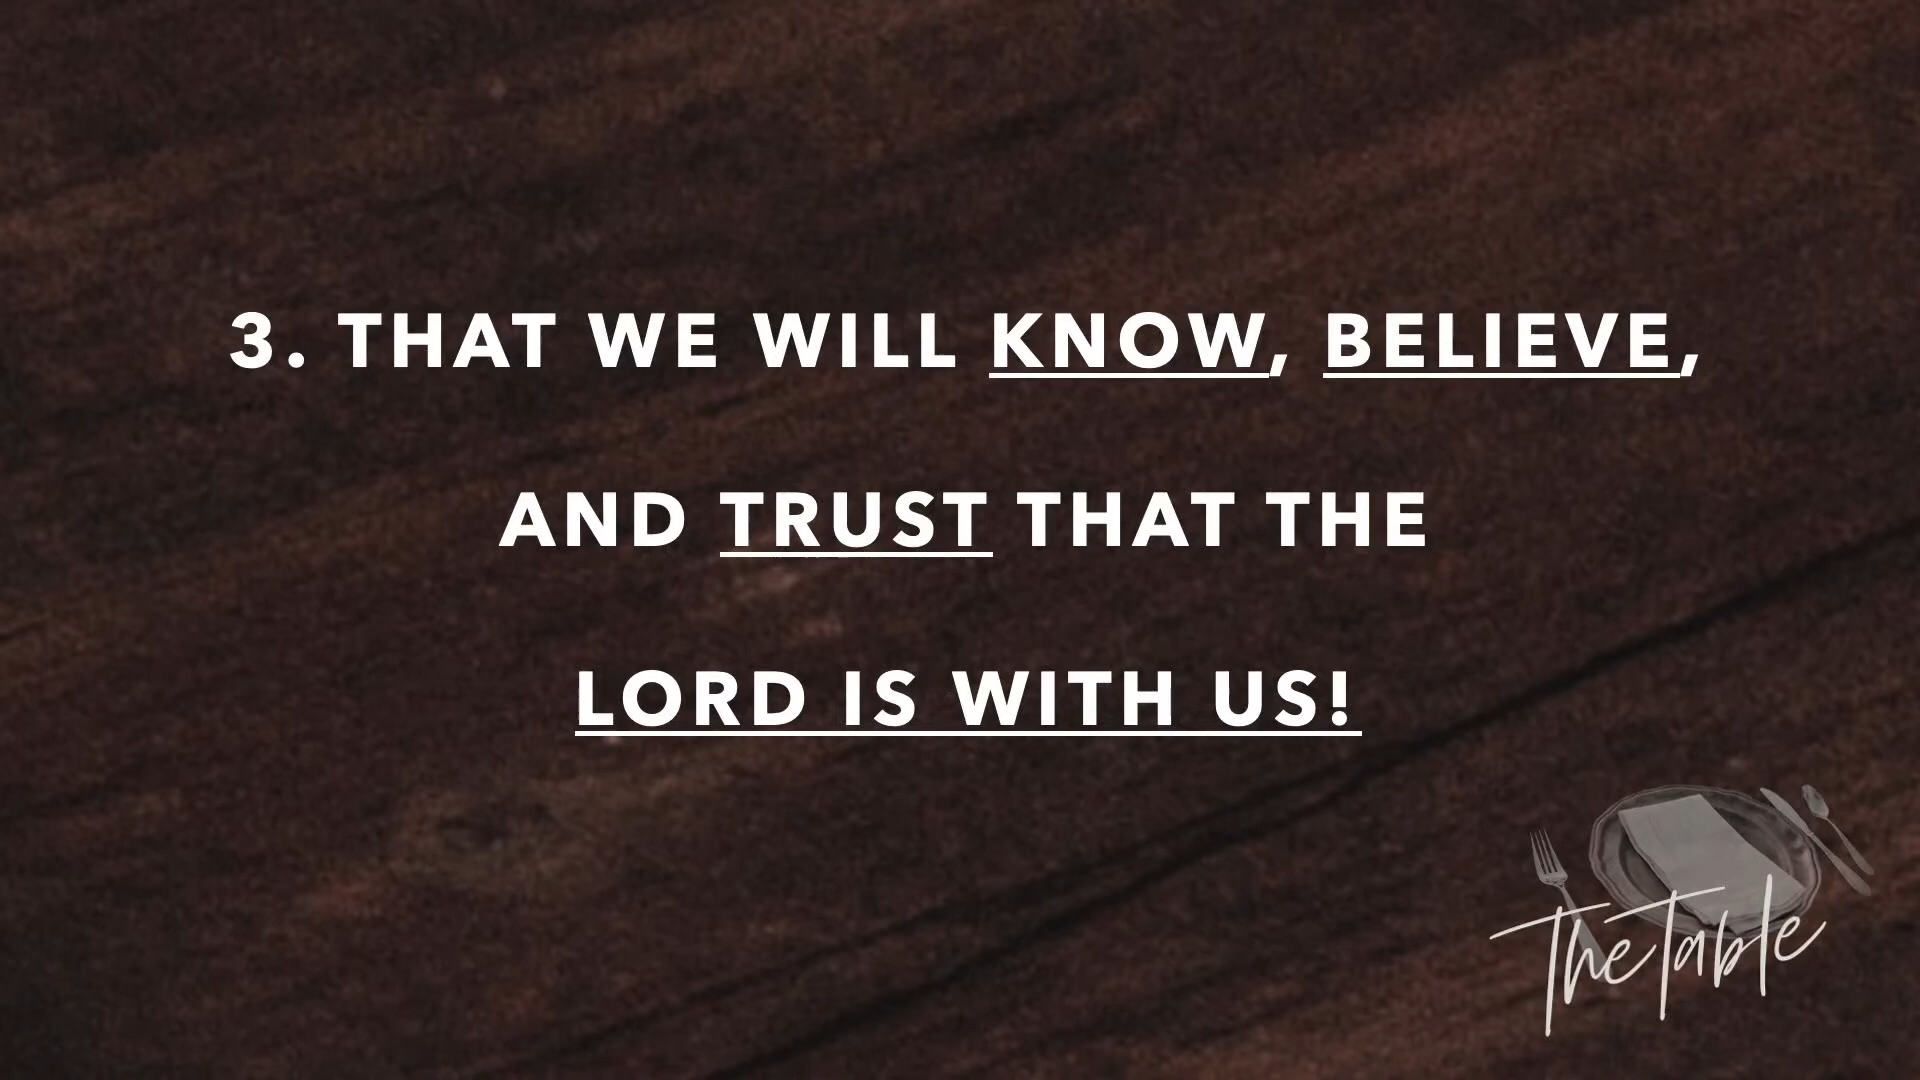 3. THAT WE WILL KNOW, BELIEVE,
AND TRUST THAT THE
LORD IS WITH US!
The Table